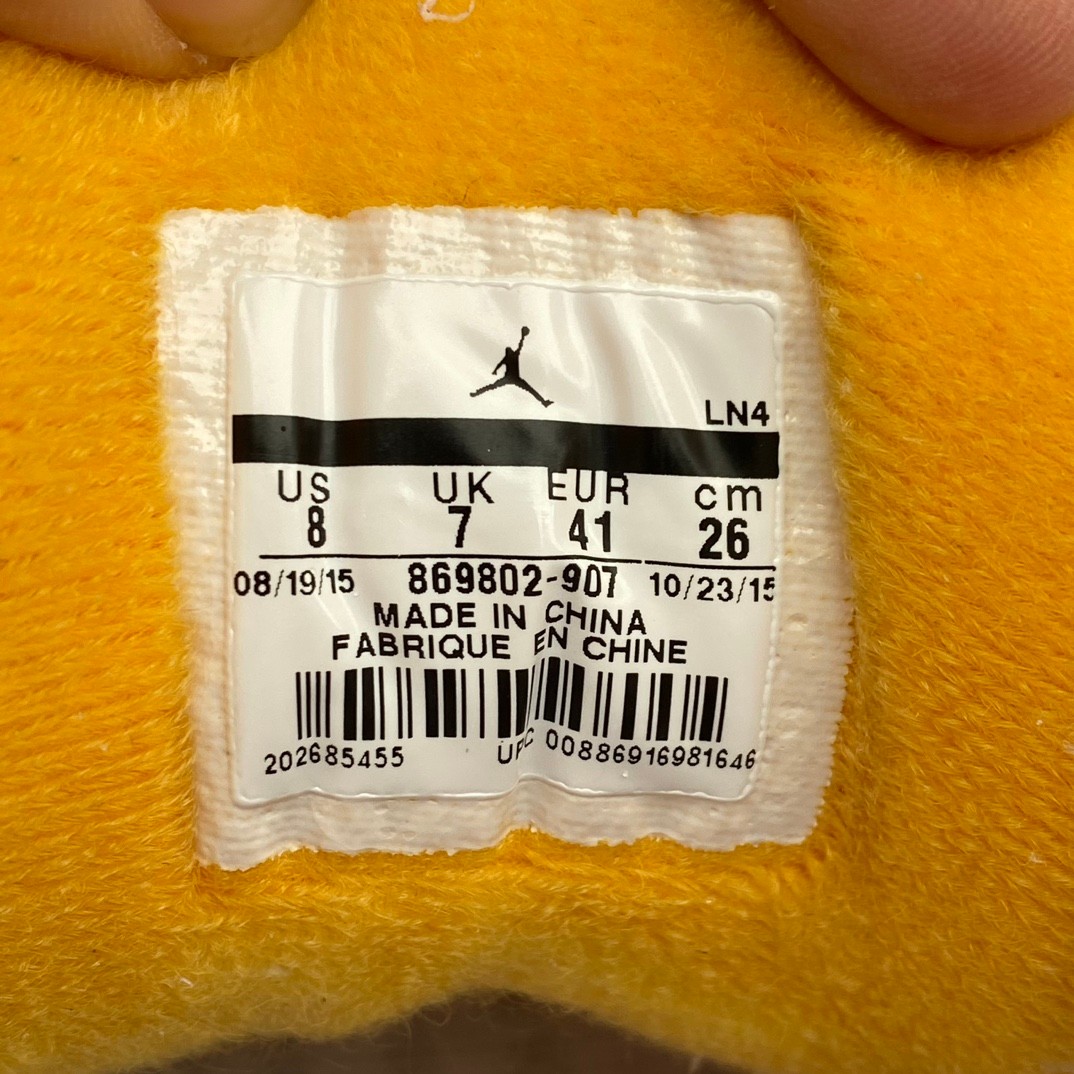 LN4
US UK EUR cm
8 7 41 26
08/19/15 869802-907 10/23/15
MADE IN CHINA
FABRIQUE EN CHINE
202685455 UPC 00886916981646